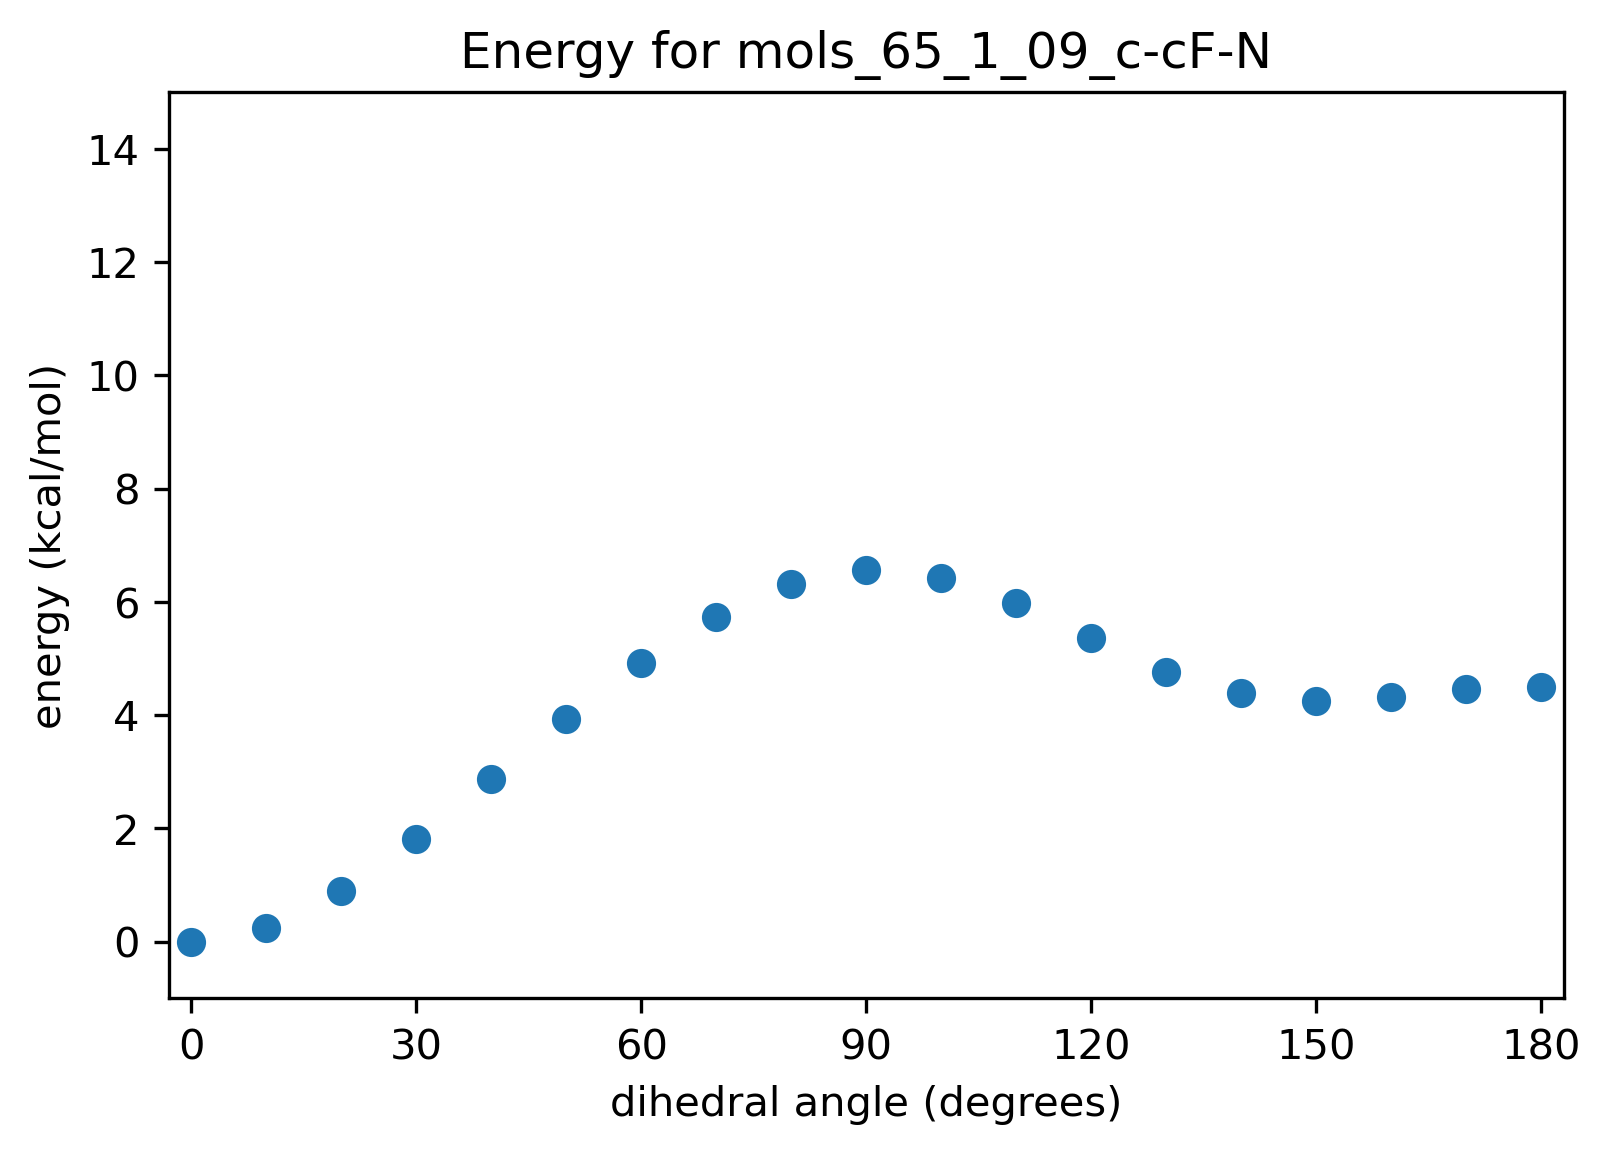 Energy for mols_65_1_09_c-cF-N
14
12
10
8
6
4
2
0
energy (kcal/mol)
0 30 60 90 120 150 180
dihedral angle (degrees)